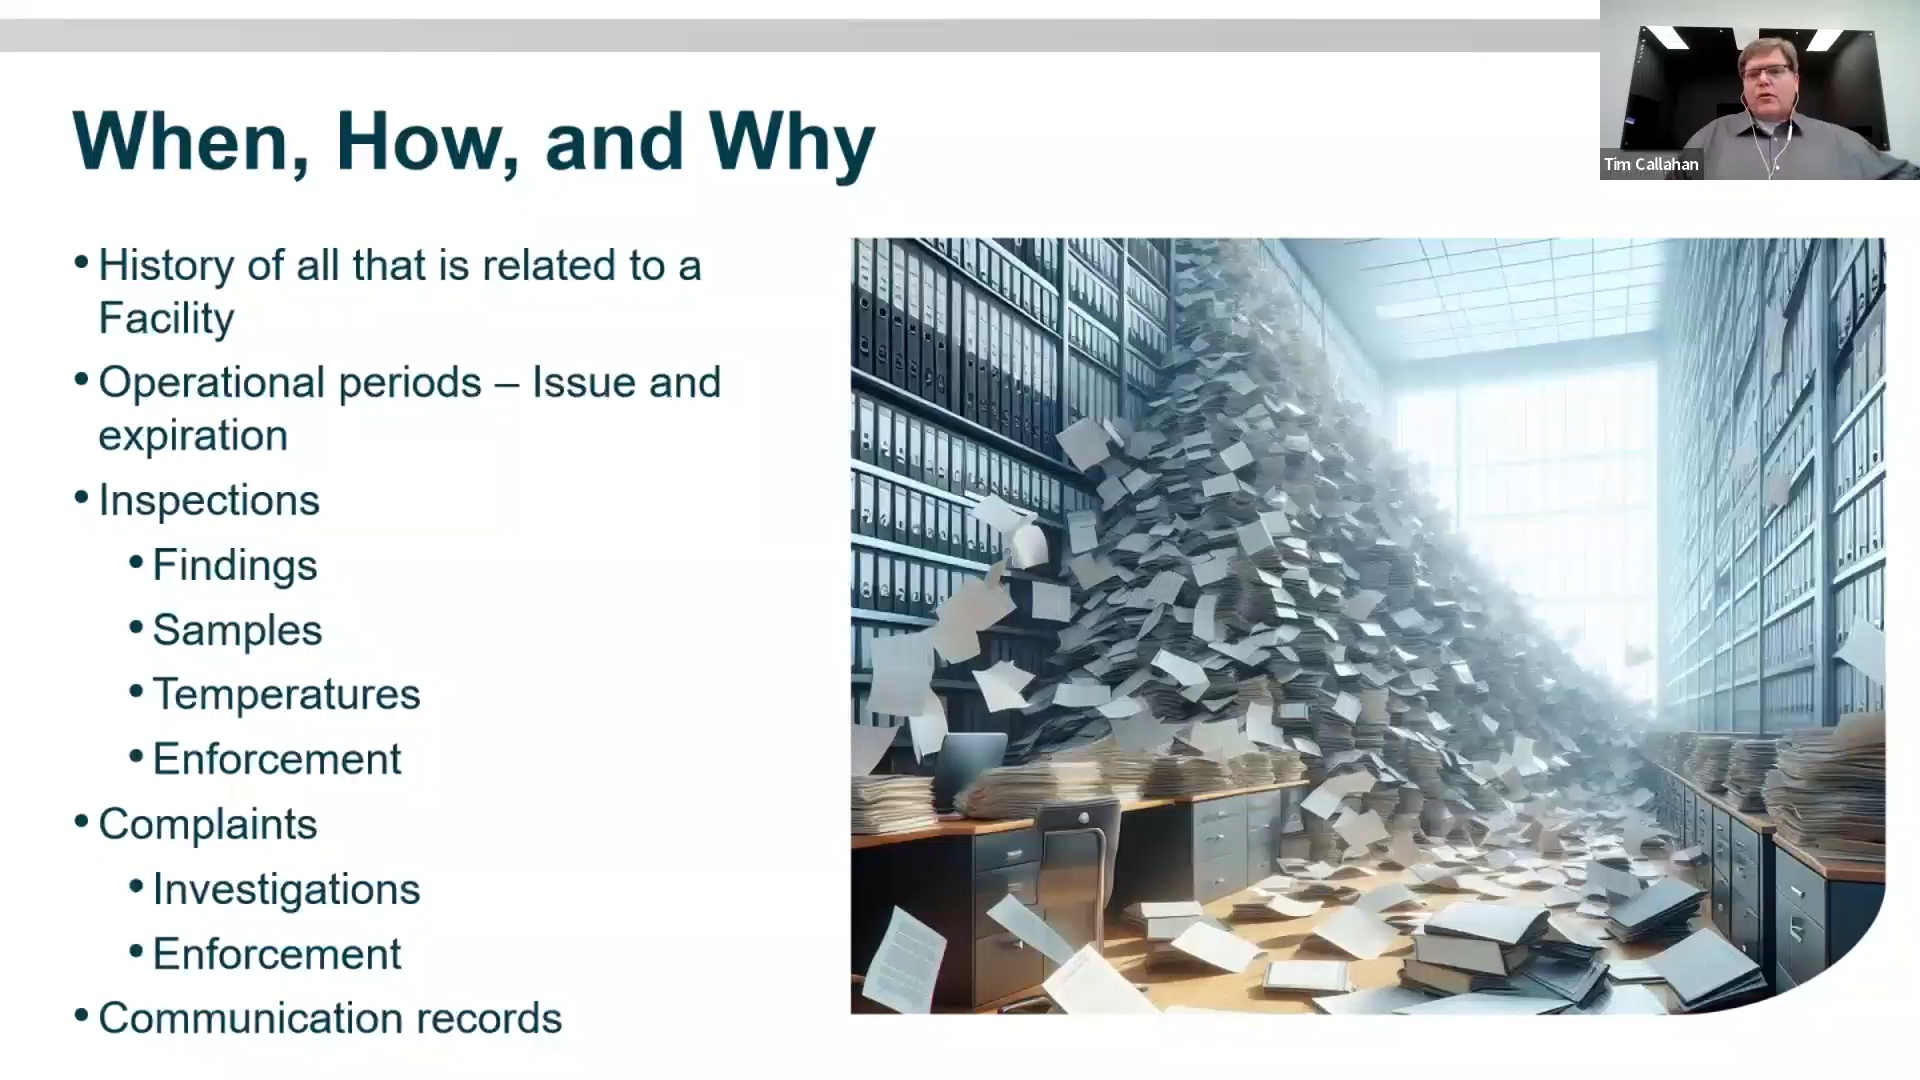 When, How, and Why
Tim Callahan
• History of all that is related to a
Facility
• Operational periods – Issue and
expiration
• Inspections
• Findings
• Samples
• Temperatures
• Enforcement
• Complaints
• Investigations
• Enforcement
• Communication records